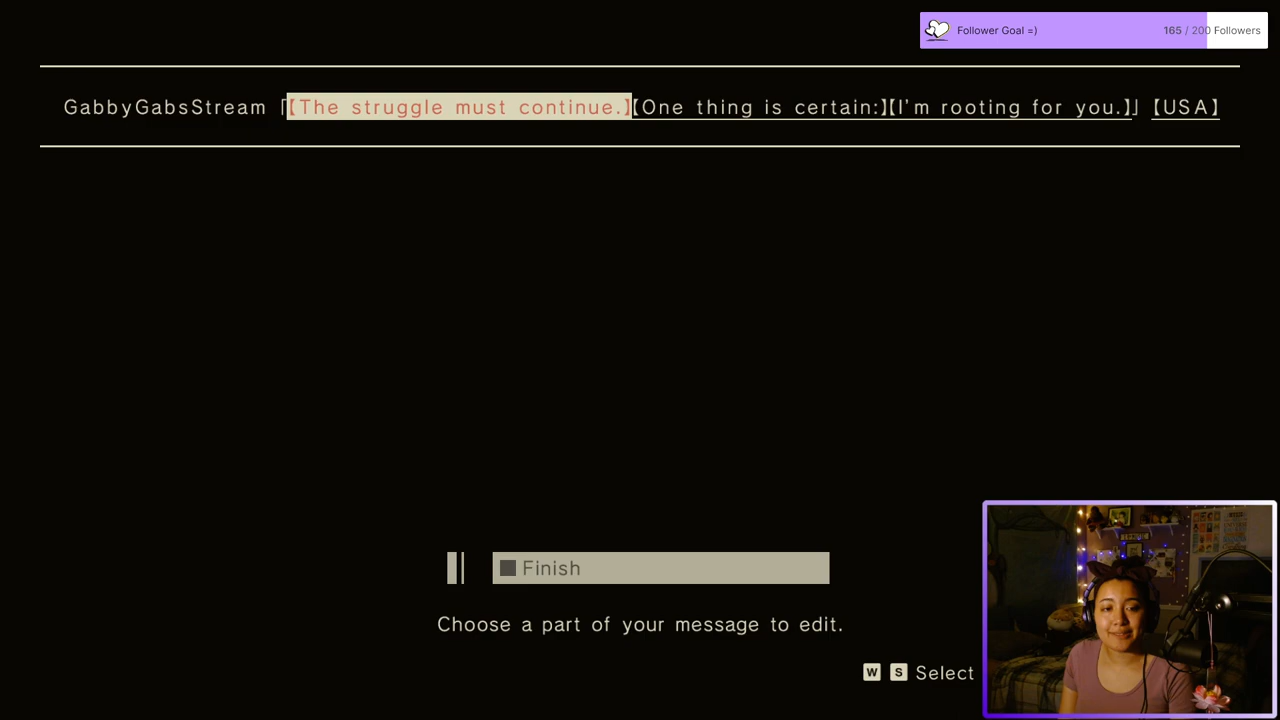 Follower Goal =) 165 / 200 Followers
GabbyGabsStream 「【The struggle must continue.】【One thing is certain:】【I'm rooting for you.】」 【USA】
Finish
Choose a part of your message to edit.
W S Select